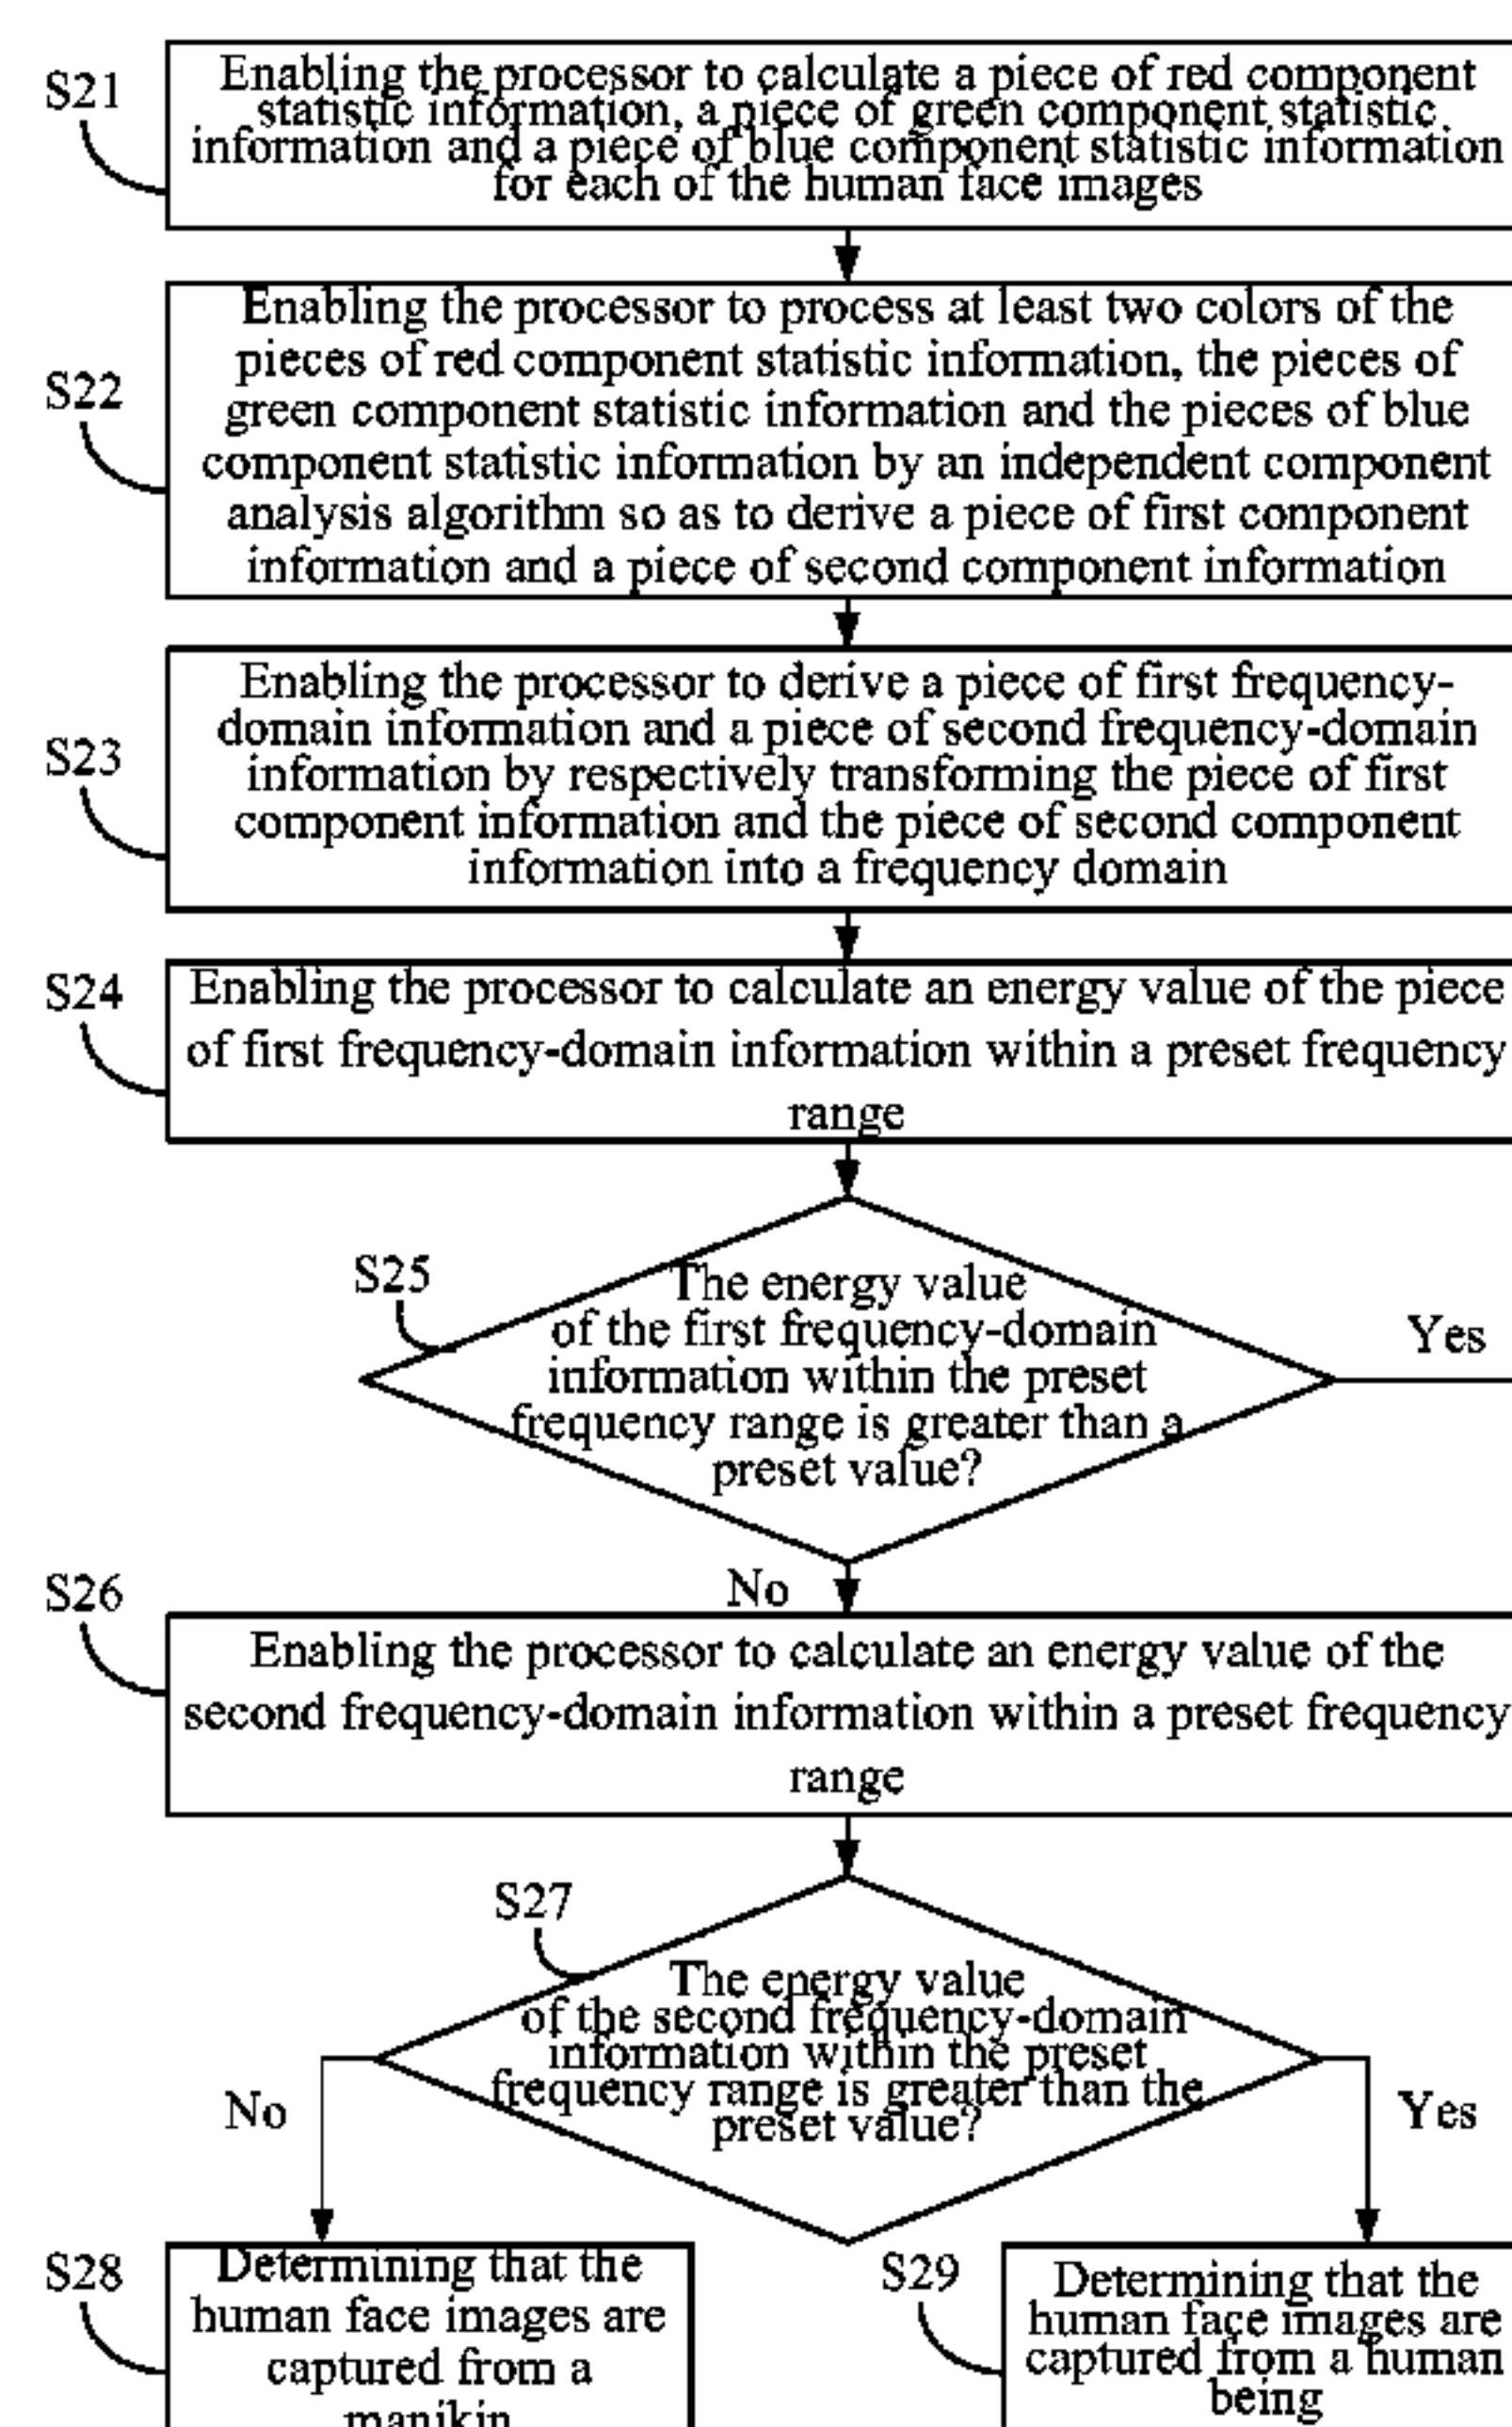 S21
Enabling the processor to calculate a piece of red component
statistic information, a piece of green component statistic
information and a piece of blue component statistic information
for each of the human face images
S22
Enabling the processor to process at least two colors of the
pieces of red component statistic information, the pieces of
green component statistic information and the pieces of blue
component statistic information by an independent component
analysis algorithm so as to derive a piece of first component
information and a piece of second component information
S23
Enabling the processor to derive a piece of first frequency-
domain information and a piece of second frequency-domain
information by respectively transforming the piece of first
component information and the piece of second component
information into a frequency domain
S24
Enabling the processor to calculate an energy value of the piece
of first frequency-domain information within a preset frequency
range
S25
The energy value
of the first frequency-domain
information within the preset
frequency range is greater than a
preset value?
Yes
No
S26
Enabling the processor to calculate an energy value of the
second frequency-domain information within a preset frequency
range
S27
The energy value
of the second frequency-domain
information within the preset
frequency range is greater than the
preset value?
No
Yes
S28
Determining that the
human face images are
captured from a
manikin
S29
Determining that the
human face images are
captured from a human
being